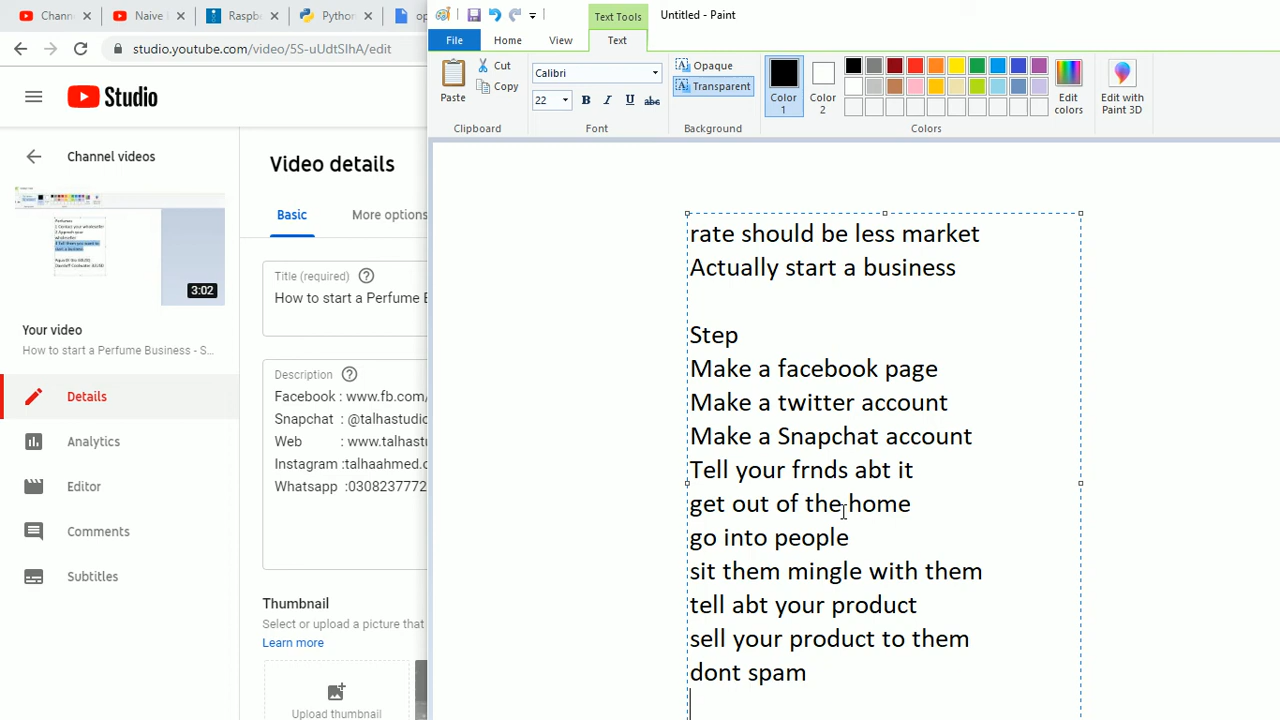 Chann
Naive
Raspb
Python
op
studio.youtube.com/video/5S-uUdtSIhA/edit
Studio
Channel videos
3:02
Your video
How to start a Perfume Business - S...
Details
Analytics
Editor
Comments
Subtitles
Video details
Basic
More options
Title (required)
How to start a Perfume B
Description
Facebook : www.fb.com/
Snapchat : @talhastudio
Web : www.talhast
Instagram :talhaahmed.c
Whatsapp :0308237772
Thumbnail
Select or upload a picture that
Learn more
Upload thumbnail
Text Tools
Untitled - Paint
File
Home
View
Text
Paste
Cut
Copy
Clipboard
Calibri
22
B I U abc
Font
Opaque
Transparent
Background
Color 1
Color 2
Edit colors
Colors
Edit with Paint 3D
rate should be less market
Actually start a business
Step
Make a facebook page
Make a twitter account
Make a Snapchat account
Tell your frnds abt it
get out of the home
go into people
sit them mingle with them
tell abt your product
sell your product to them
dont spam